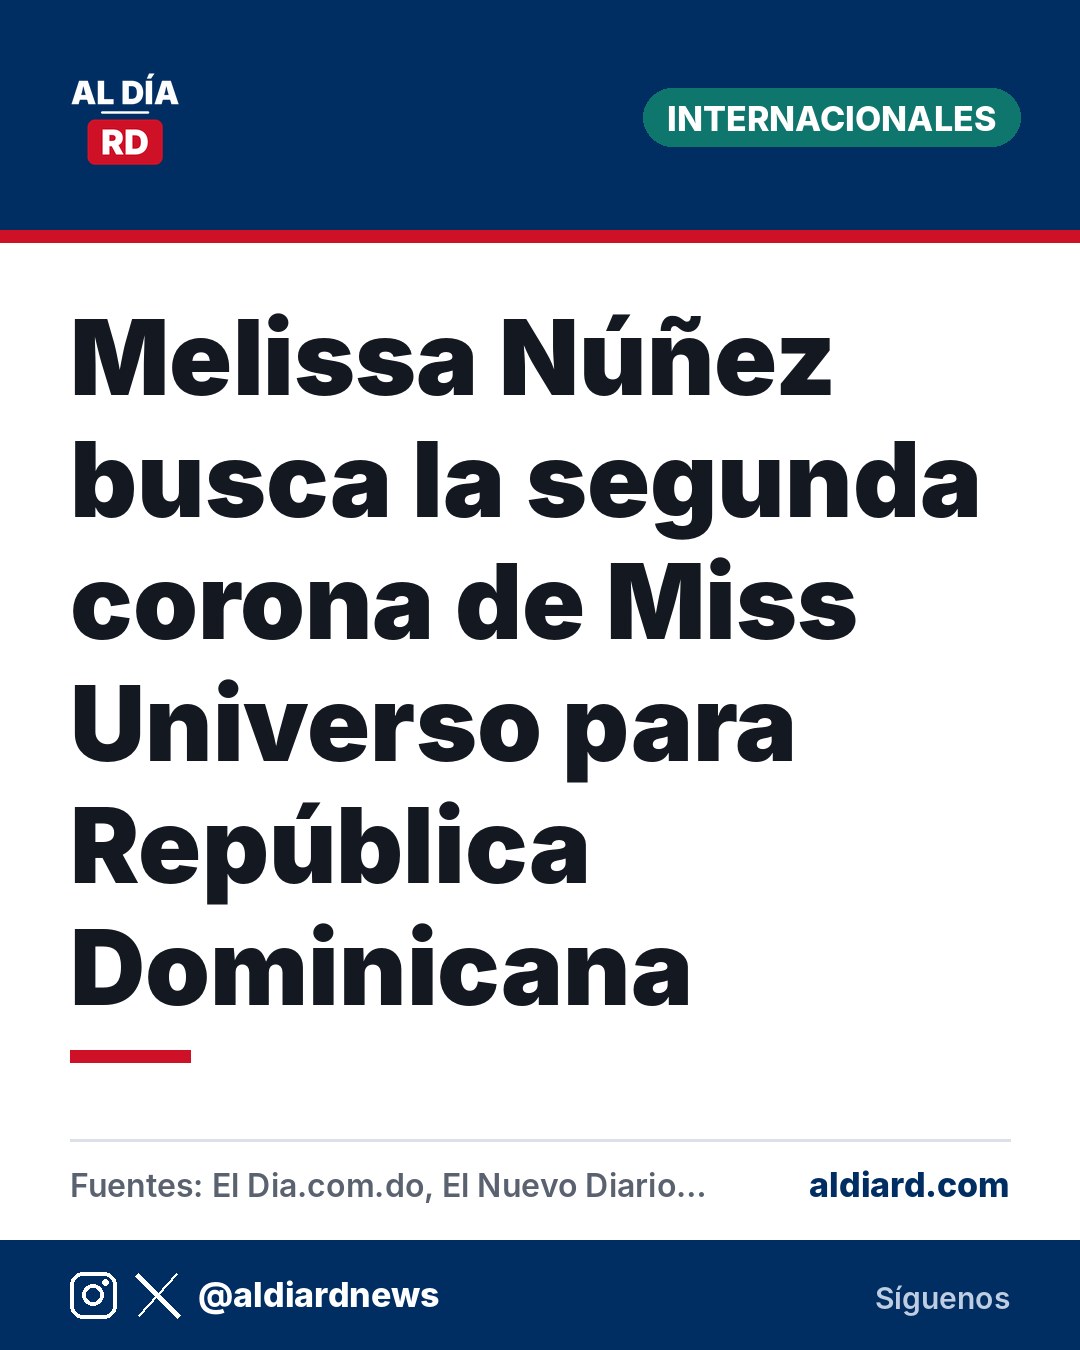 AL DÍA
RD
INTERNACIONALES
Melissa Núñez
busca la segunda
corona de Miss
Universo para
República
Dominicana
Fuentes: El Dia.com.do, El Nuevo Diario...
aldiard.com
@aldiardnews
Síguenos